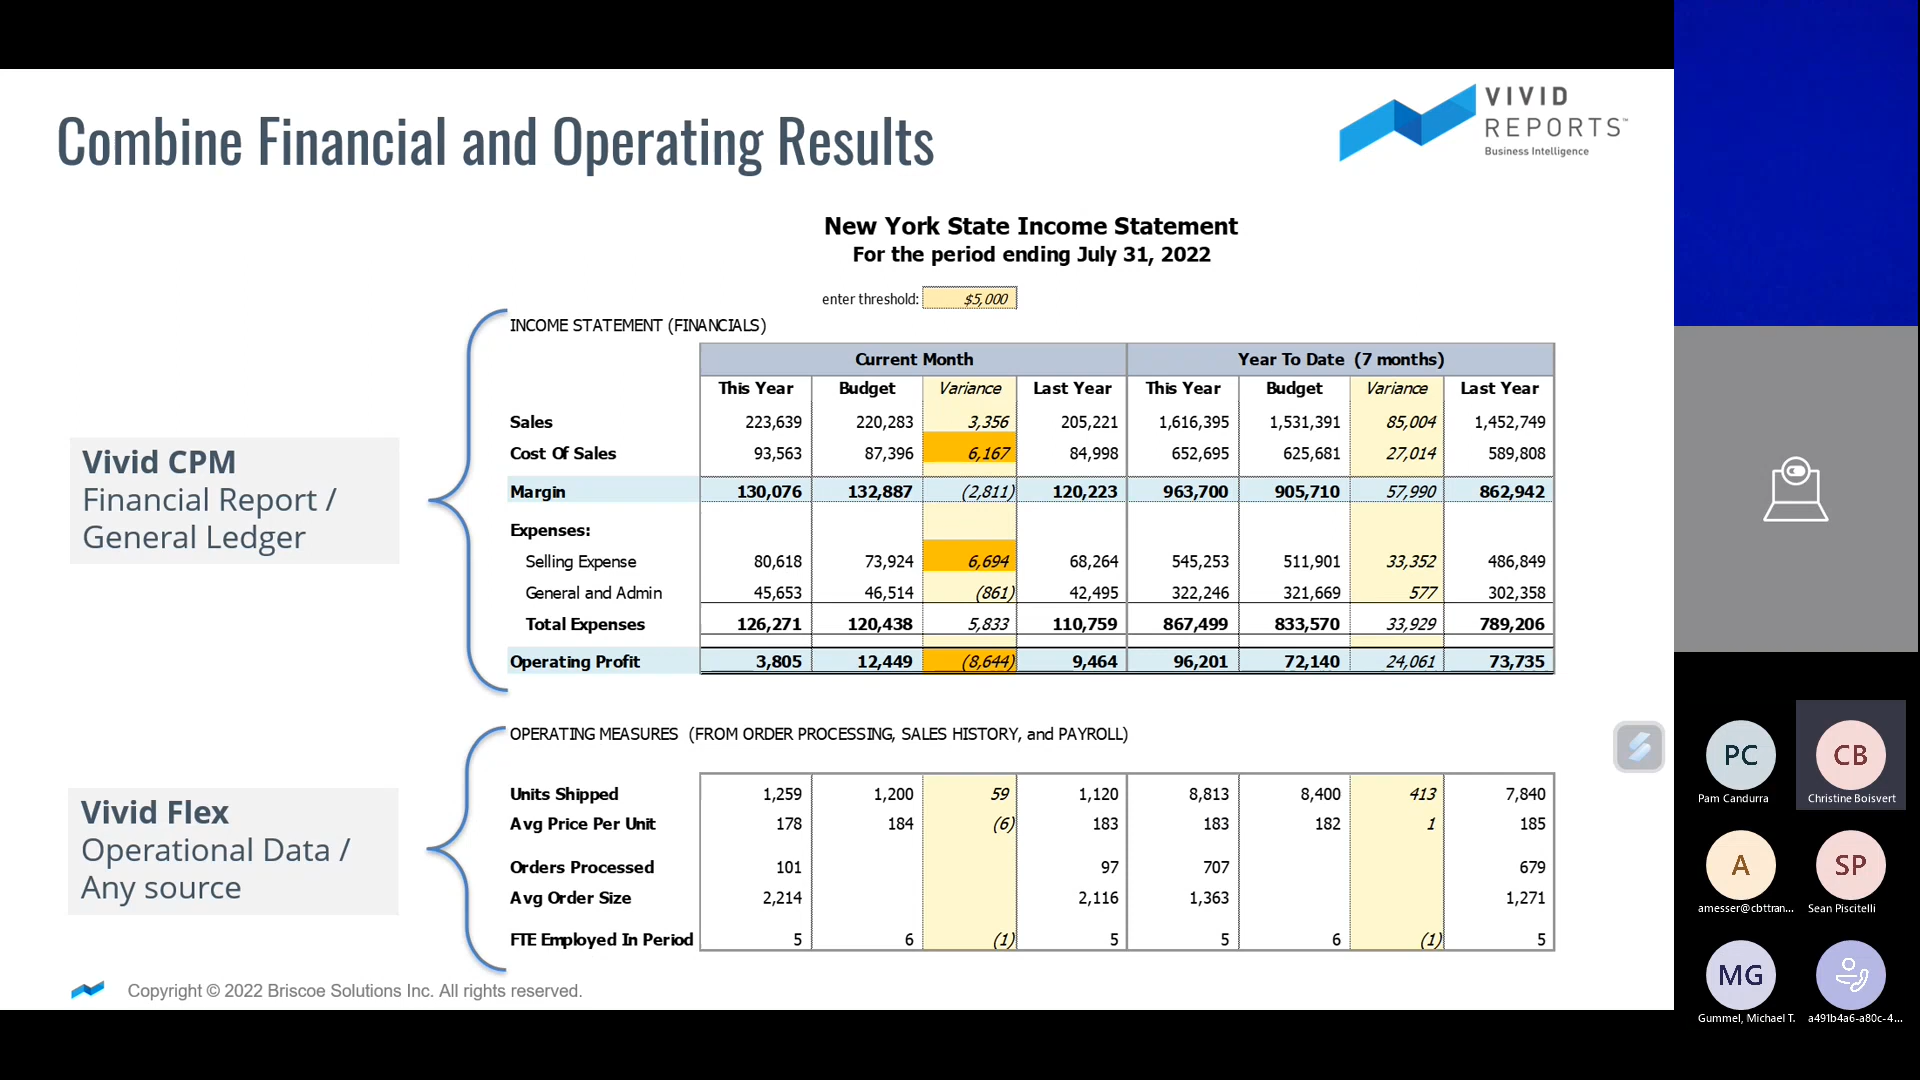 Combine Financial and Operating Results
VIVID
REPORTS™
Business Intelligence
New York State Income Statement
For the period ending July 31, 2022
enter threshold: $5,000
INCOME STATEMENT (FINANCIALS)
Current Month Year To Date (7 months)
This Year Budget Variance Last Year This Year Budget Variance Last Year
Sales 223,639 220,283 3,356 205,221 1,616,395 1,531,391 85,004 1,452,749
Cost Of Sales 93,563 87,396 6,167 84,998 652,695 625,681 27,014 589,808
Margin 130,076 132,887 (2,811) 120,223 963,700 905,710 57,990 862,942
Expenses:
Selling Expense 80,618 73,924 6,694 68,264 545,253 511,901 33,352 486,849
General and Admin 45,653 46,514 (861) 42,495 322,246 321,669 577 302,358
Total Expenses 126,271 120,438 5,833 110,759 867,499 833,570 33,929 789,206
Operating Profit 3,805 12,449 (8,644) 9,464 96,201 72,140 24,061 73,735
Vivid CPM
Financial Report /
General Ledger
OPERATING MEASURES (FROM ORDER PROCESSING, SALES HISTORY, and PAYROLL)
Units Shipped 1,259 1,200 59 1,120 8,813 8,400 413 7,840
Avg Price Per Unit 178 184 (6) 183 183 182 1 185
Orders Processed 101 97 707 679
Avg Order Size 2,214 2,116 1,363 1,271
FTE Employed In Period 5 6 (1) 5 5 6 (1) 5
Vivid Flex
Operational Data /
Any source
Copyright © 2022 Briscoe Solutions Inc. All rights reserved.
PC CB
Pam Candurra Christine Boisvert
A SP
amesser@cbttran... Sean Piscitelli
MG
Gummel, Michael T. a491b4a6-a80c-4...